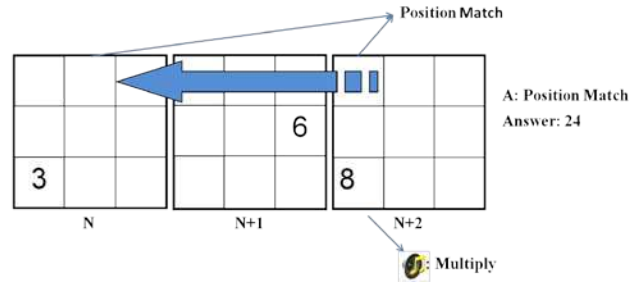 Position Match
A: Position Match
Answer: 24
6
3
8
N
N+1
N+2
: Multiply